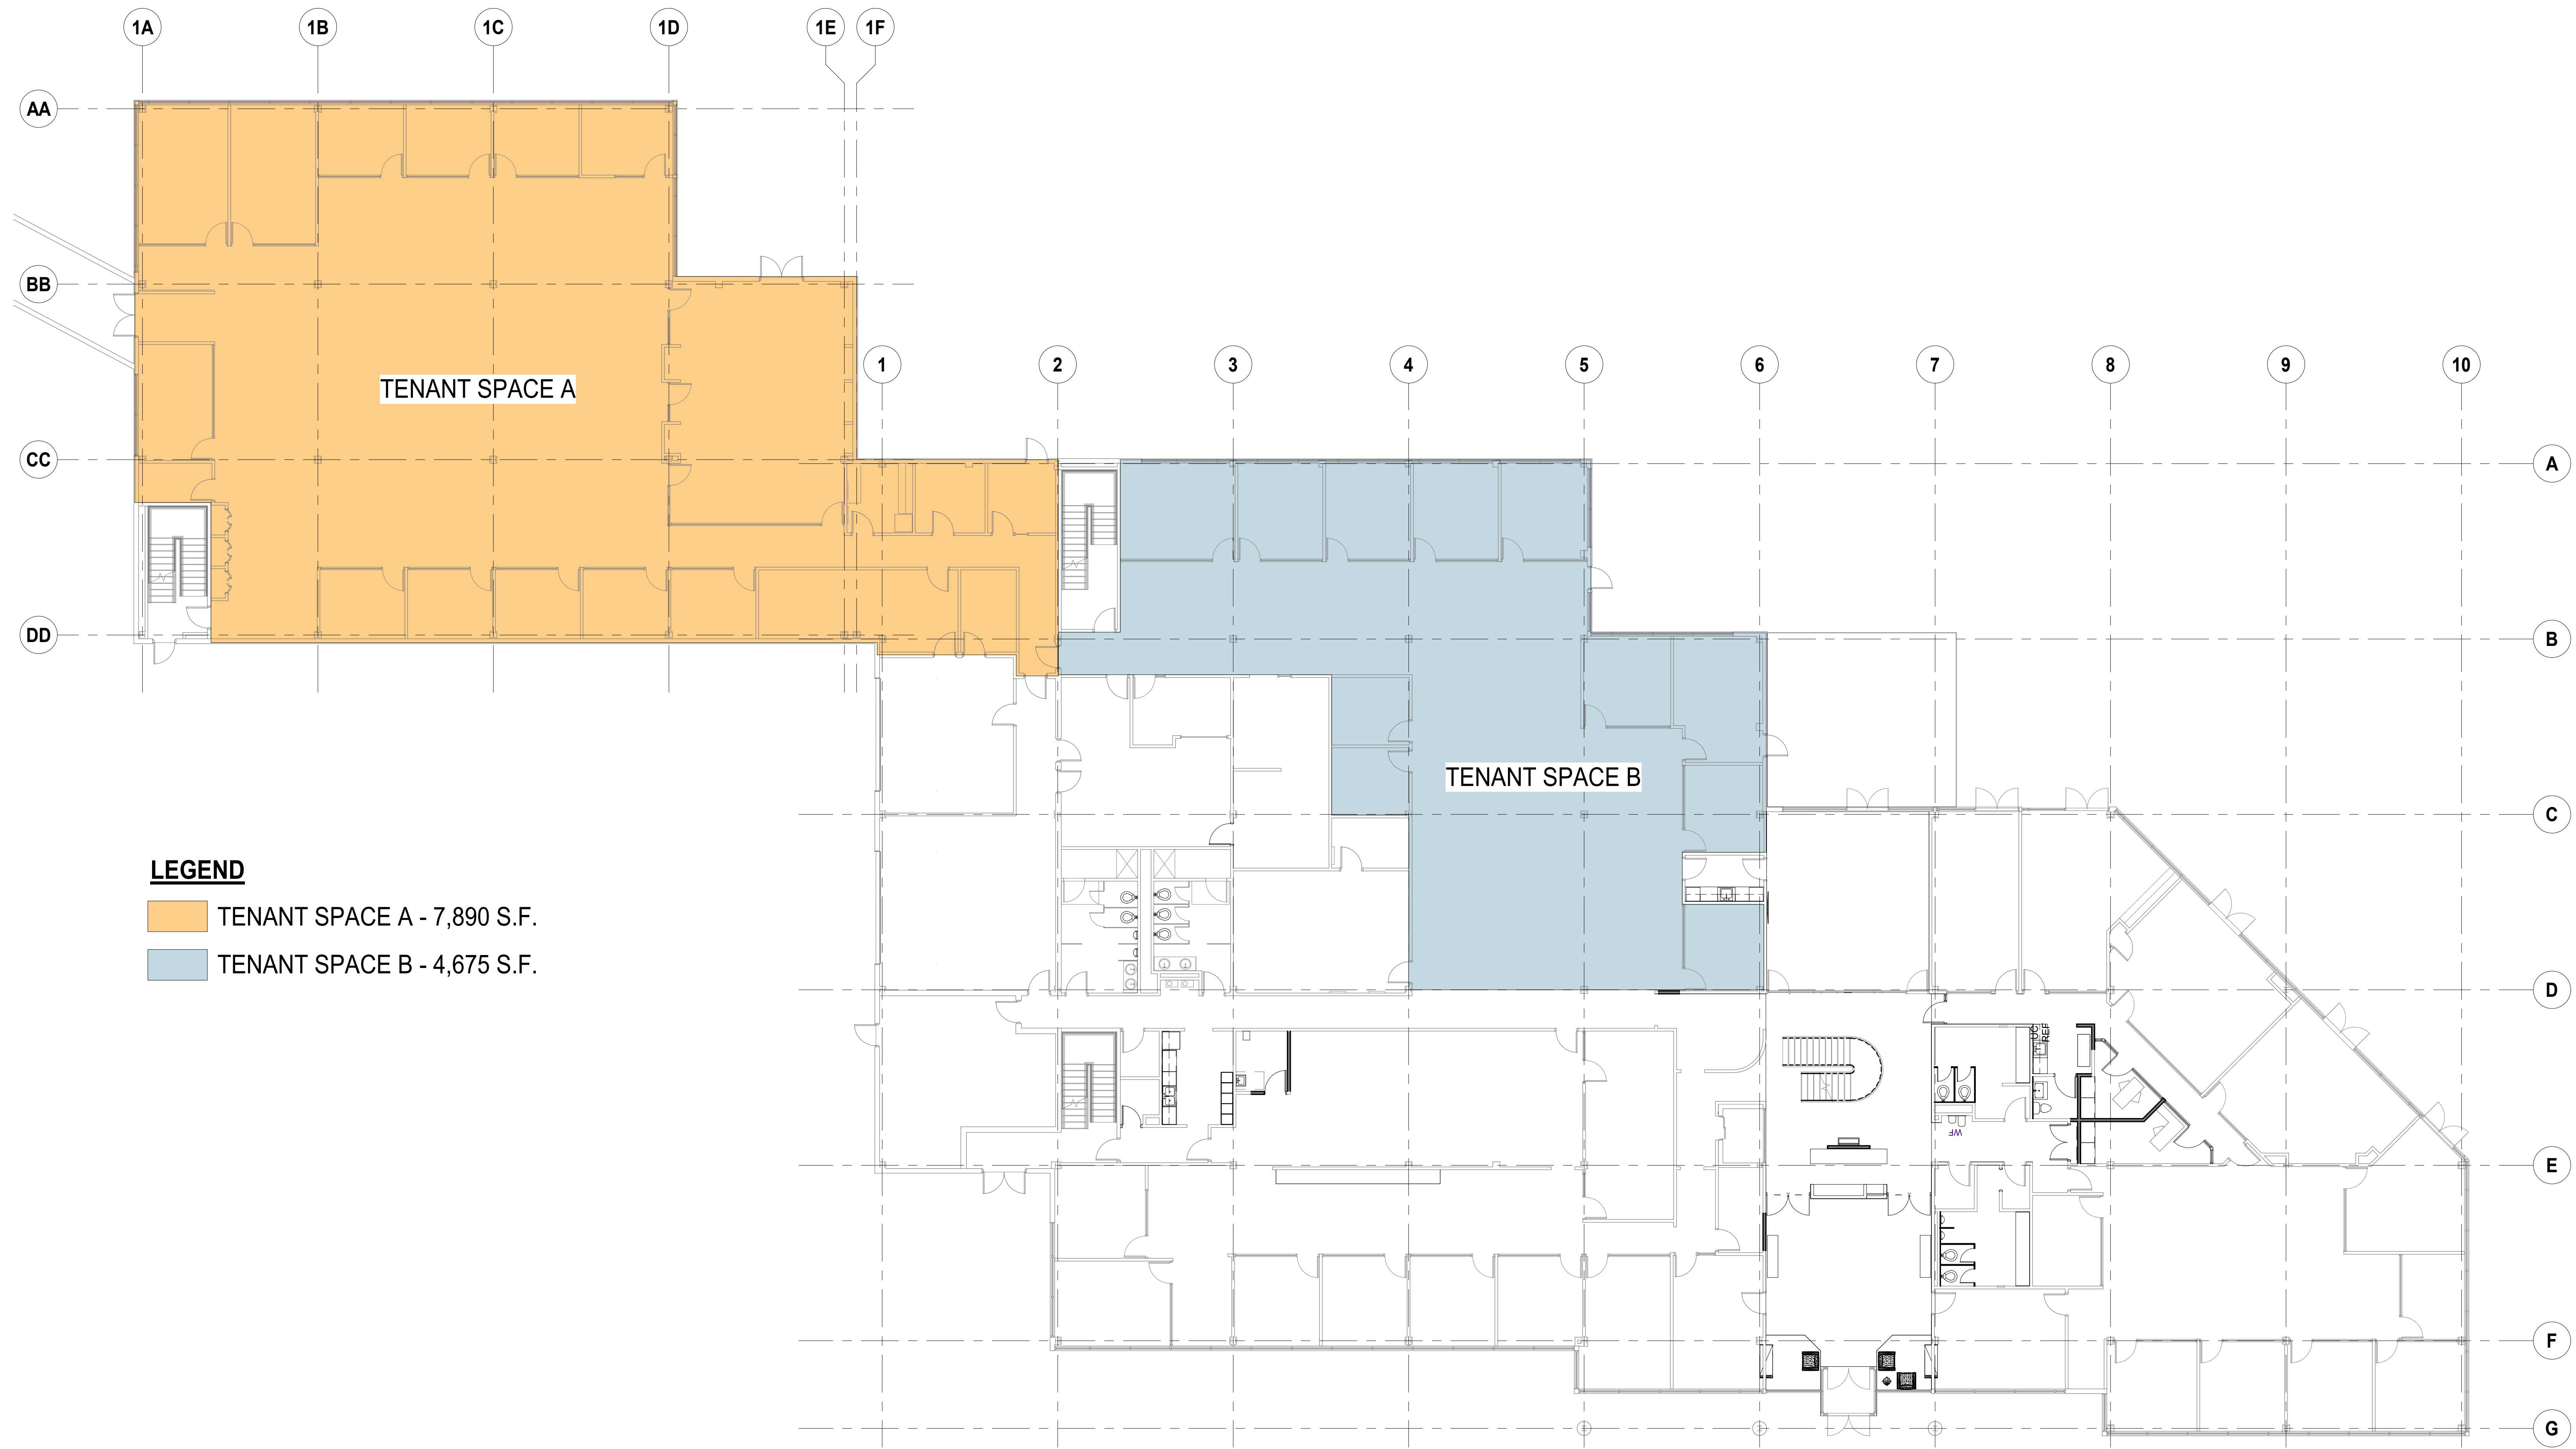 1A 1B 1C 1D 1E 1F
AA
BB
1 2 3 4 5 6 7 8 9 10
TENANT SPACE A
CC
A
DD
B
TENANT SPACE B
C
LEGEND
TENANT SPACE A - 7,890 S.F.
TENANT SPACE B - 4,675 S.F.
D
UC
REF
WF
E
F
G